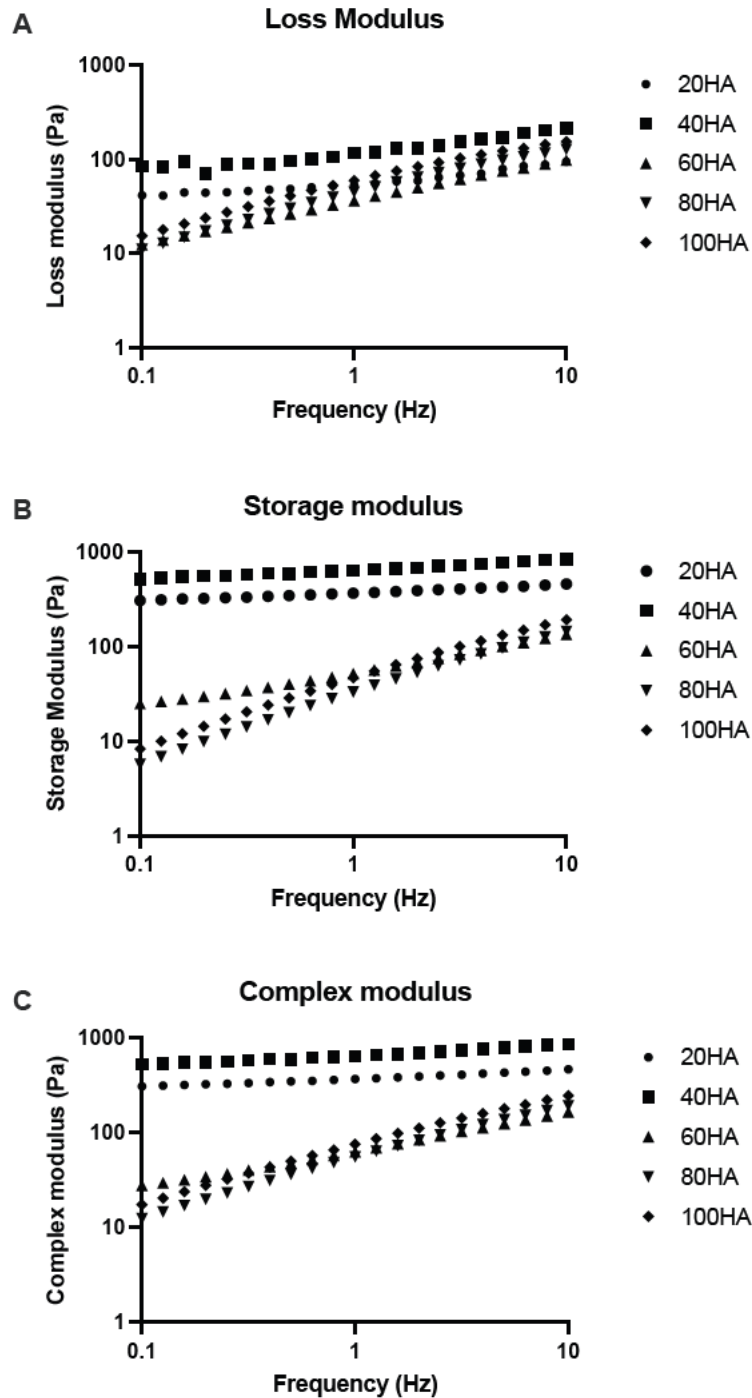 A
Loss Modulus
Loss modulus (Pa)
1000
100
10
1
0.1
1
10
Frequency (Hz)
20HA
40HA
60HA
80HA
100HA
B
Storage modulus
Storage Modulus (Pa)
1000
100
10
1
0.1
1
10
Frequency (Hz)
20HA
40HA
60HA
80HA
100HA
C
Complex modulus
Complex modulus (Pa)
1000
100
10
1
0.1
1
10
Frequency (Hz)
20HA
40HA
60HA
80HA
100HA